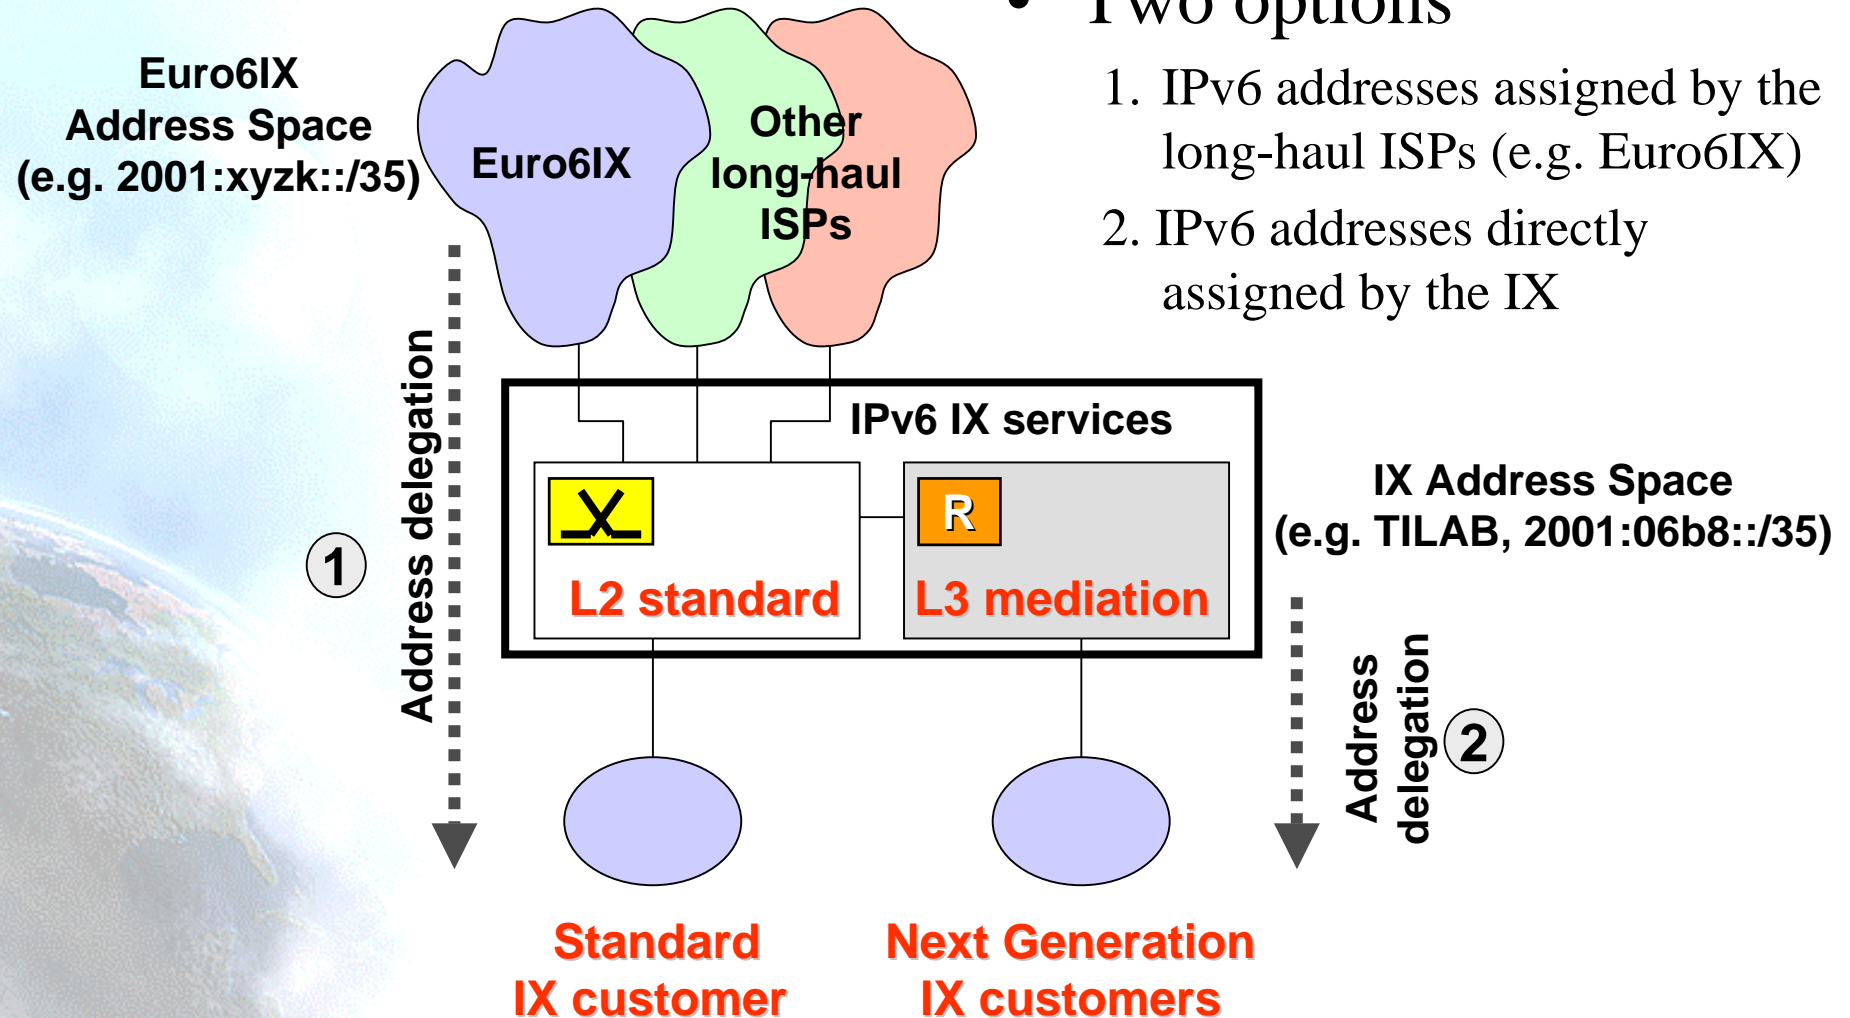 • Two options
1. IPv6 addresses assigned by the
long-haul ISPs (e.g. Euro6IX)
2. IPv6 addresses directly
assigned by the IX
Euro6IX
Address Space
(e.g. 2001:xyzk::/35)
Euro6IX
Other
long-haul
ISPs
Address delegation
1
IPv6 IX services
R
L2 standard
L3 mediation
IX Address Space
(e.g. TILAB, 2001:06b8::/35)
Address
delegation
2
Standard
IX customer
Next Generation
IX customers